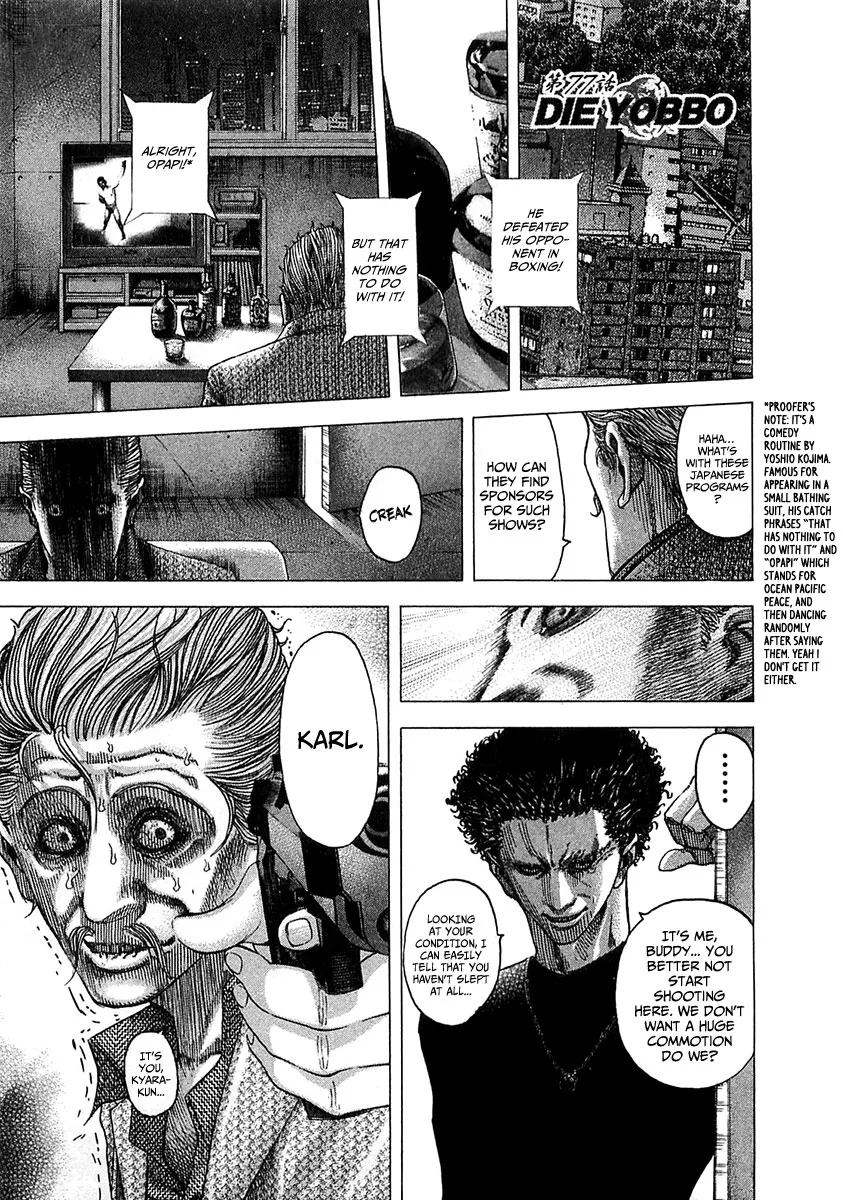 第77話
DIE YOBBO
HE
DEFEATED
HIS OPPO-
NENT IN
BOXING!
BUT THAT
HAS
NOTHING
TO DO
WITH IT!
ALRIGHT,
OPAPI!*
*PROOFER'S
NOTE: IT'S A
COMEDY
ROUTINE BY
YOSHIO KOJIMA.
FAMOUS FOR
APPEARING IN A
SMALL BATHING
SUIT, HIS CATCH
PHRASES "THAT
HAS NOTHING TO
DO WITH IT" AND
"OPAPI" WHICH
STANDS FOR
OCEAN PACIFIC
PEACE, AND
THEN DANCING
RANDOMLY
AFTER SAYING
THEM. YEAH I
DON'T GET IT
EITHER.
HAHA...
WHAT'S
WITH THESE
JAPANESE
PROGRAMS
?
HOW CAN
THEY FIND
SPONSORS
FOR SUCH
SHOWS?
CREAK
......
IT'S ME,
BUDDY... YOU
BETTER NOT
START
SHOOTING
HERE. WE DON'T
WANT A HUGE
COMMOTION
DO WE?
LOOKING
AT YOUR
CONDITION, I
CAN EASILY
TELL THAT YOU
HAVEN'T SLEPT
AT ALL...
KARL.
IT'S
YOU,
KYARA-
KUN...